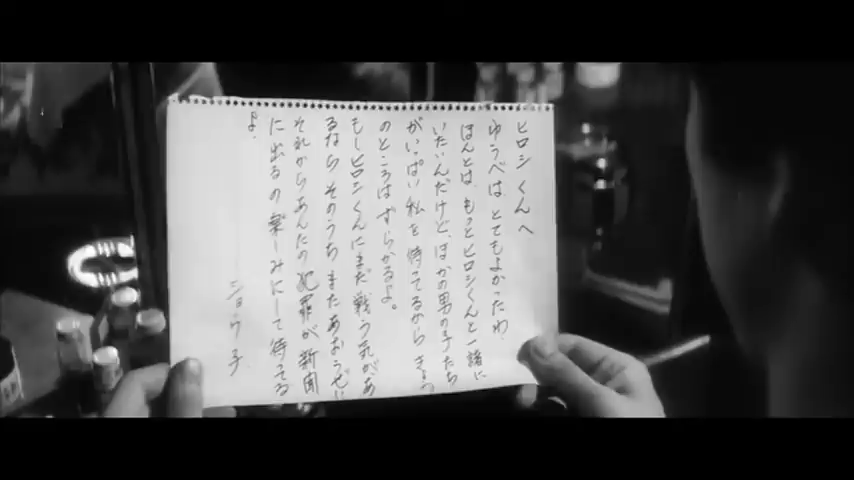 ヒロシくんへ
ゆうべは、とてもよかったわ。
ほんとは、もっとヒロシくんと一緒に
いたいんだけど、ほかの男の子たち
がいっぱい私を待ってるから きょう
のところは ずらかるよ。
もしヒロシくんにまだ戦う気があ
るなら そのうち またあおうぜ
それからあんたの犯罪が新聞
に出るの楽しみにして待ってる
よ。
ショウ子